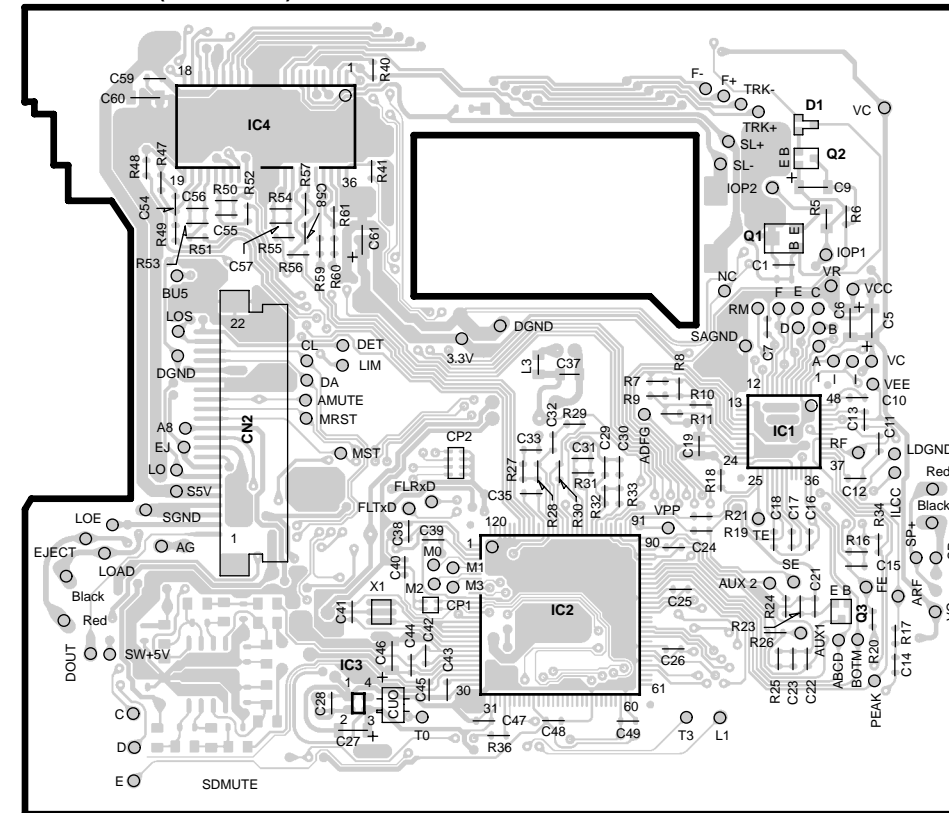 F-
F+
TRK-
TRK+
SL+
SL-
D1
VC
Q2
E B
IOP2
C9
R5
R6
Q1
B E
IOP1
C1
VR
NC
VCC
C59
18
1
R40
C60
IC4
R48
R47
19
36
R41
C54
C56
R50
R52
R54
R57
C58
R61
C61
R49
R51
C55
R55
R53
C57
R56
R59
R60
BU5
LOS
22
DGND
DGND
CL
DET
3.3V
LIM
DA
AMUTE
MRST
CN2
A8
EJ
LO
MST
CP2
S5V
SGND
FLTxD
FLRxD
LOE
1
EJECT
LOAD
AG
Black
Red
DOUT
SW+5V
C
D
E
SDMUTE
RM
F
E
C
C6
C5
SAGND
C7
D
B
A
1
VC
12
13
48
VEE
C10
IC1
C13
C11
24
25
36
37
RF
LDGND
C12
ILCC
Red
Black
L3
C37
R7
R8
R9
R10
R11
ADFG
C19
R18
C32
R29
C33
C29
C30
C31
R27
R31
C35
R28
R30
R32
R33
VPP
R21
R19
TE
C18
C17
C16
R34
SP+
120
91
1
90
C24
R16
C15
C38
C39
M0
M1
M2
M3
C40
CP1
X1
C41
C42
IC2
C25
AUX 2
SE
C21
E B
FE
ARF
R24
R23
R26
AUX1
Q3
C26
C44
C46
C43
C45
IC3
1
4
2
3
C28
C27
T0
30
31
60
61
C47
C48
C49
R36
T3
L1
R25
C23
C22
ABCD
BOTM
R20
R17
C14
PEAK